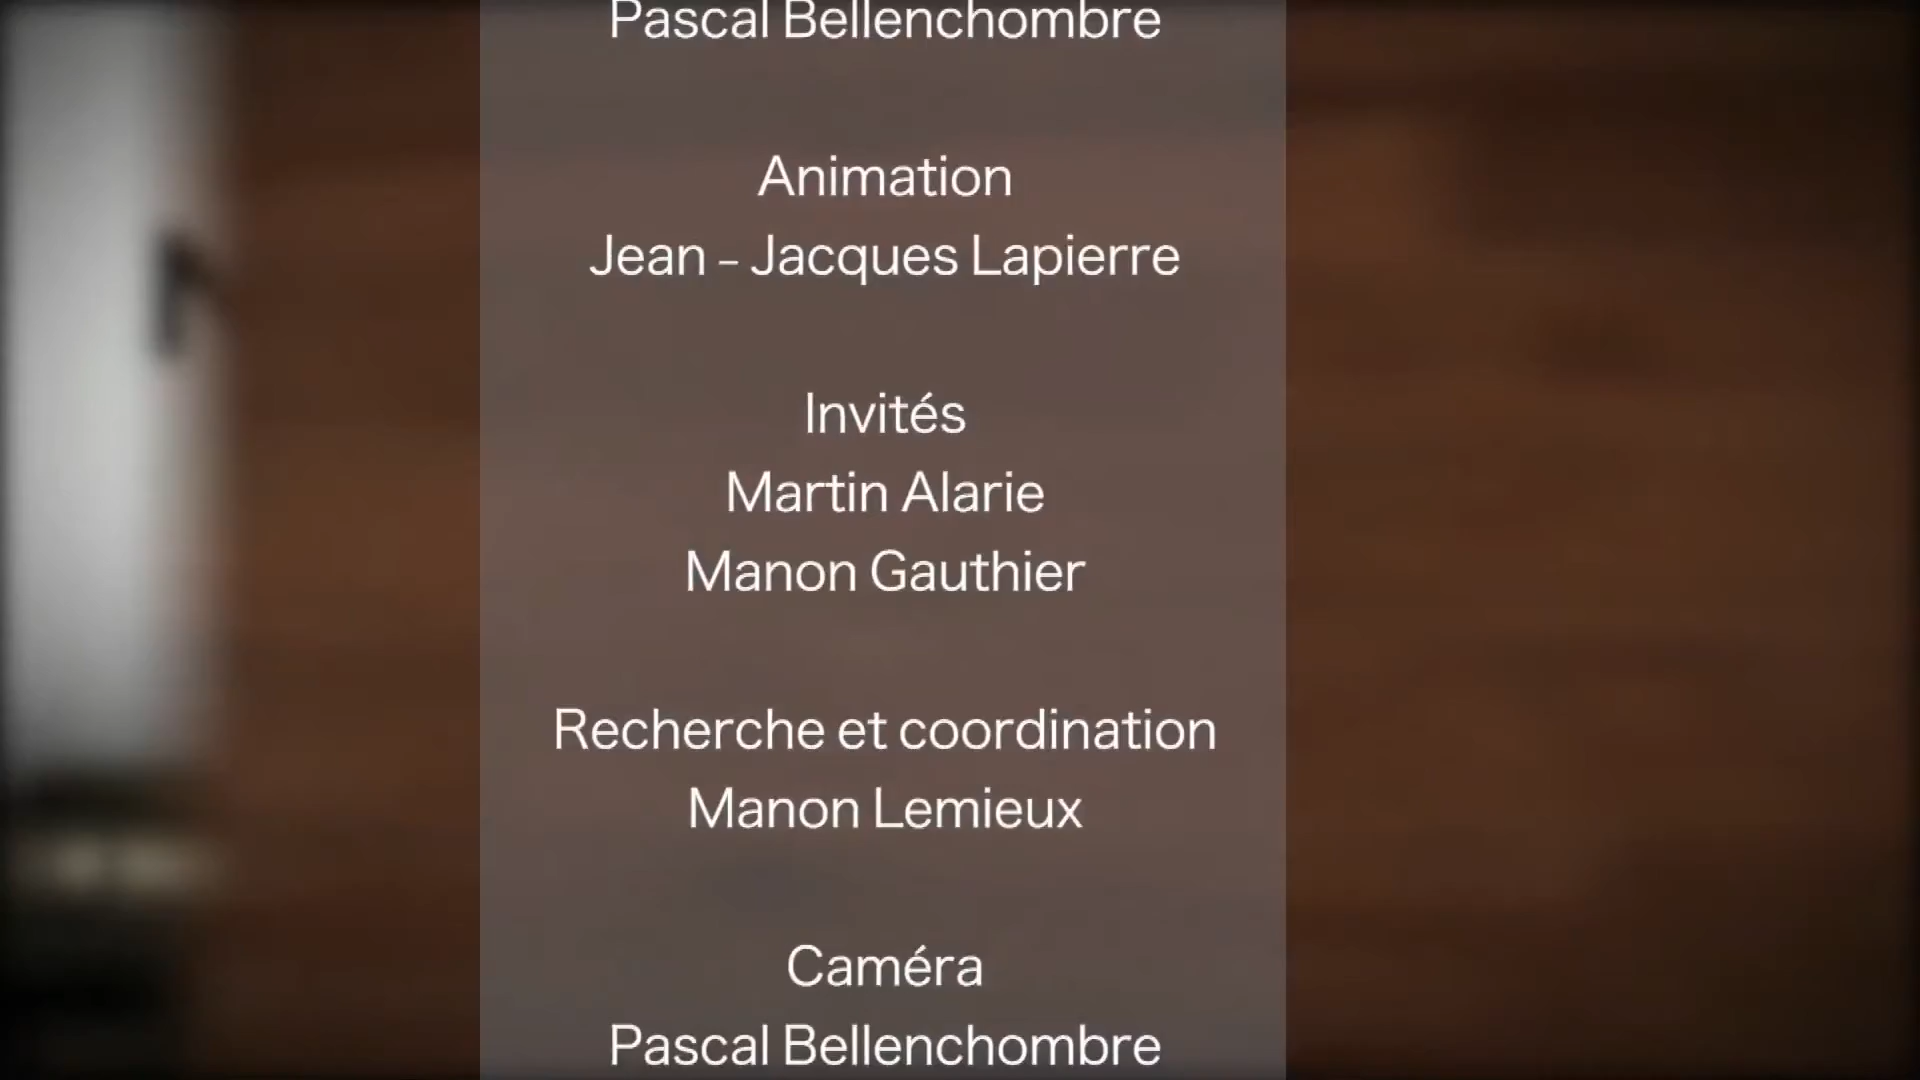 Pascal Bellenchombre
Animation
Jean - Jacques Lapierre
Invités
Martin Alarie
Manon Gauthier
Recherche et coordination
Manon Lemieux
Caméra
Pascal Bellenchombre